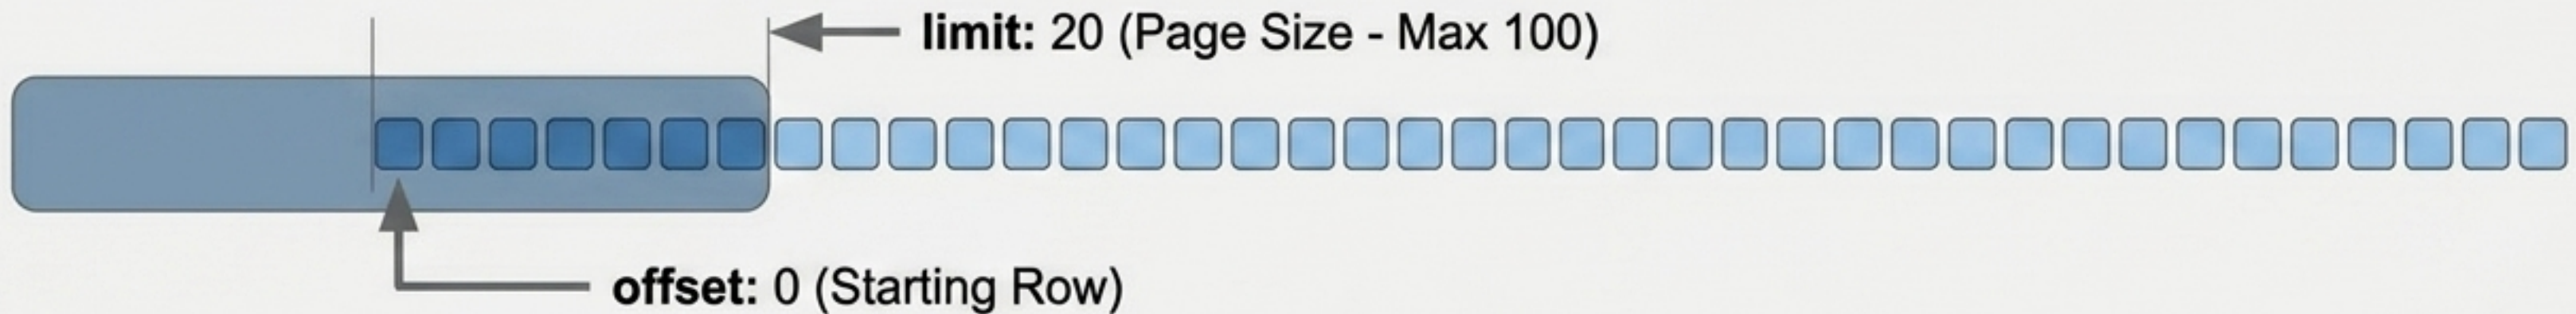 limit: 20 (Page Size - Max 100)
offset: 0 (Starting Row)